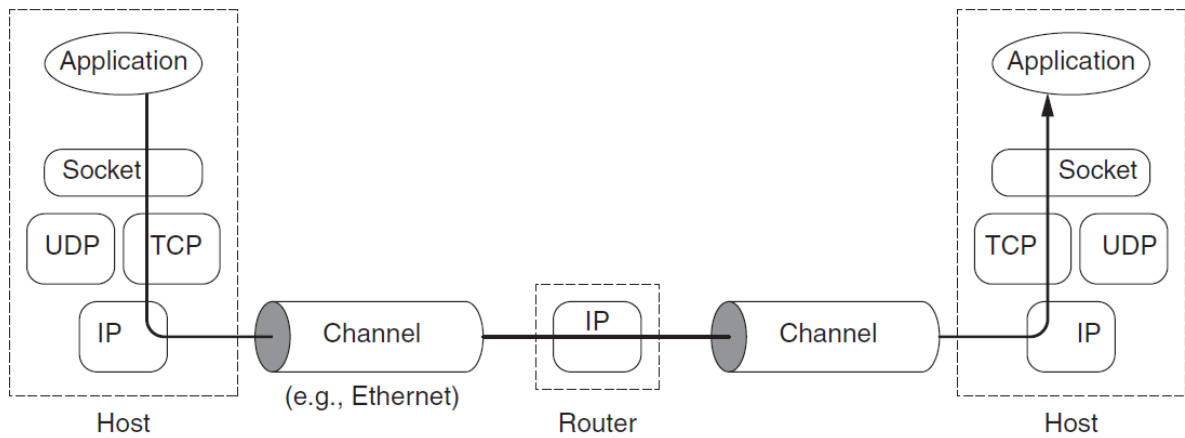 Application
Application
Socket
Socket
UDP
TCP
TCP
UDP
IP
Channel
IP
Channel
IP
(e.g., Ethernet)
Host
Router
Host